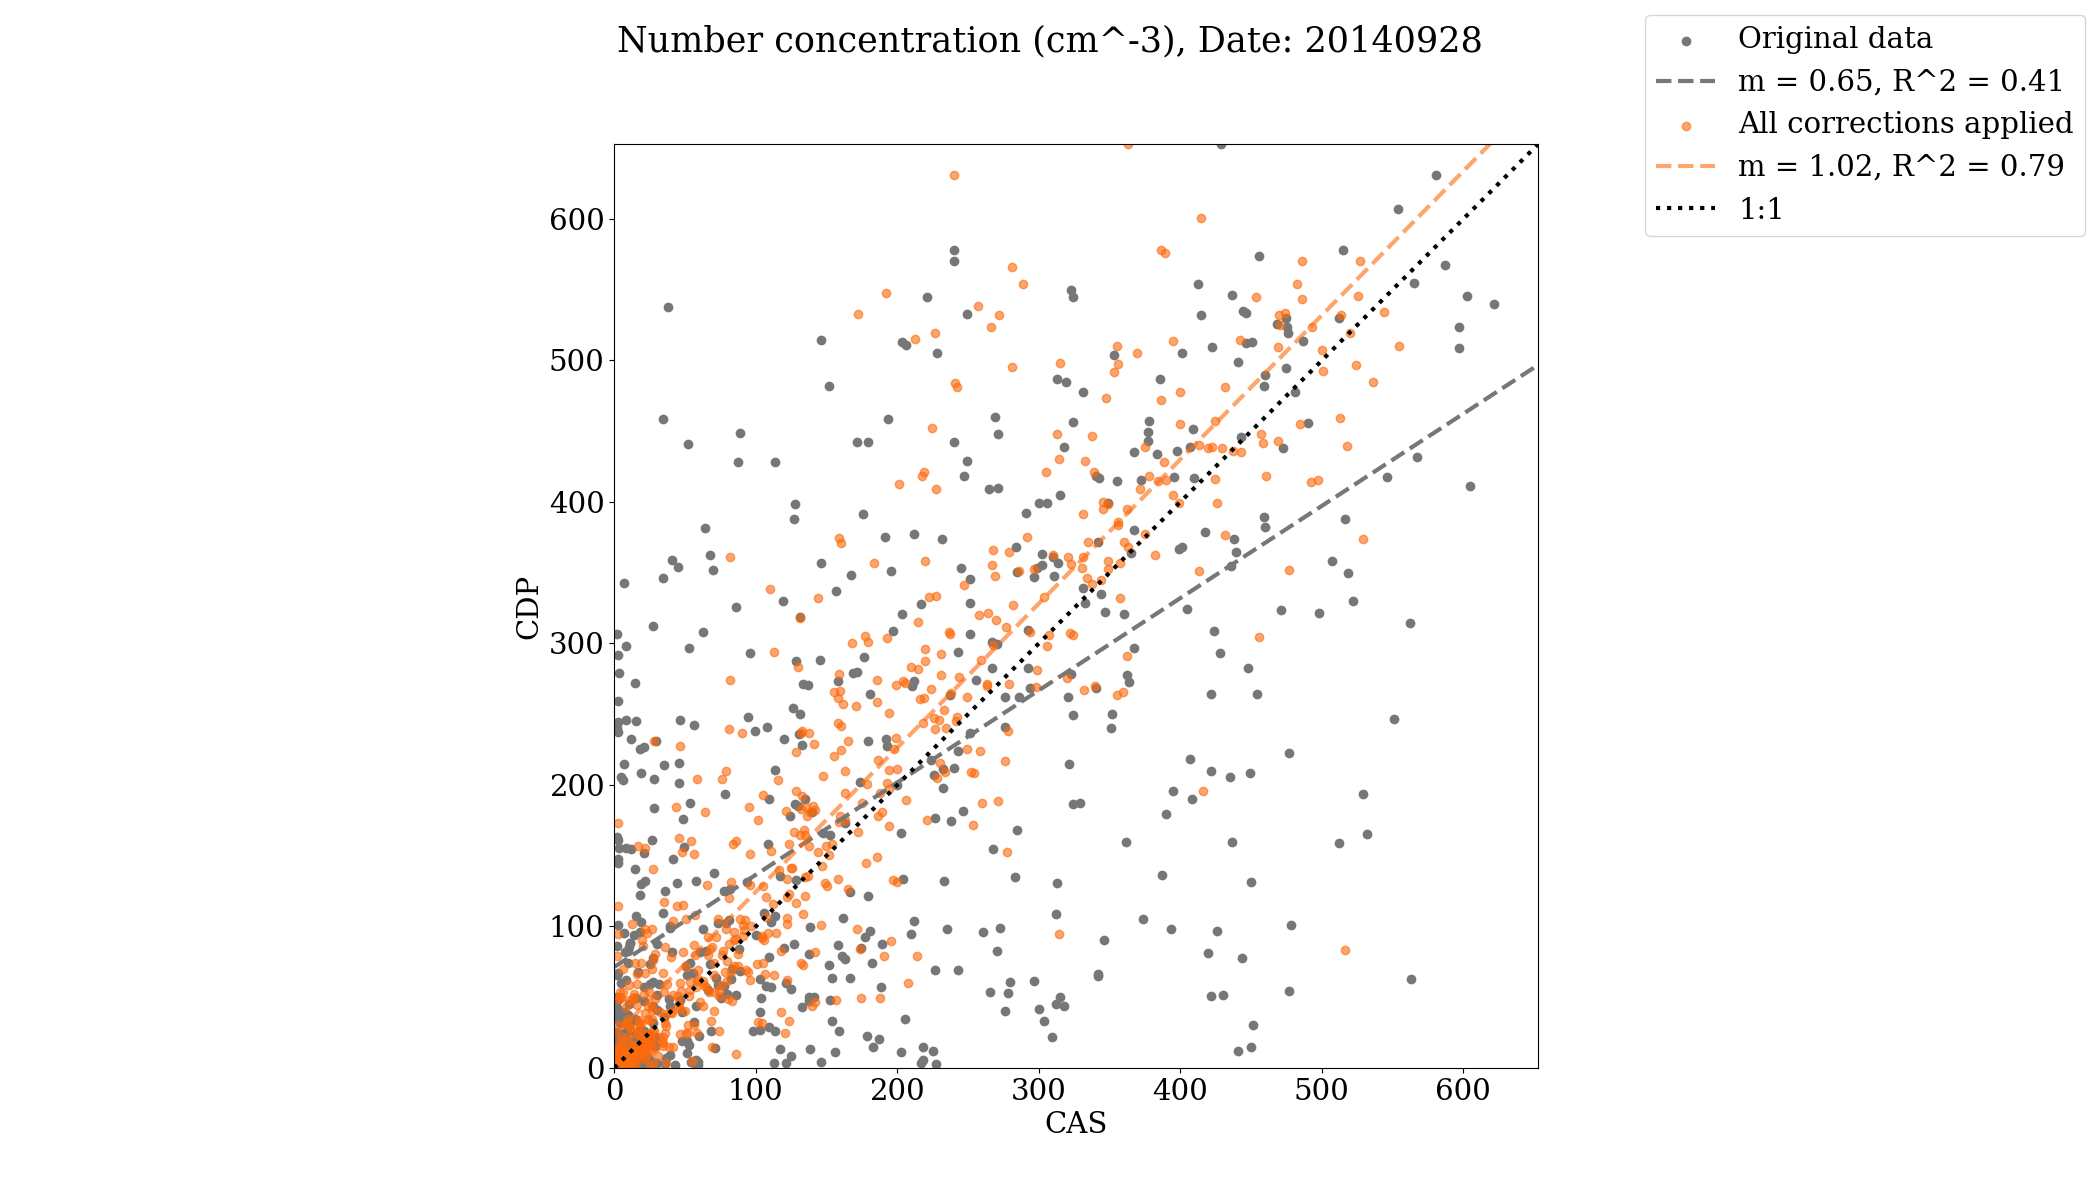 Number concentration (cm^-3), Date: 20140928
Original data
m = 0.65, R^2 = 0.41
All corrections applied
m = 1.02, R^2 = 0.79
1:1
600
500
400
300
200
100
0
CDP
0 100 200 300 400 500 600
CAS